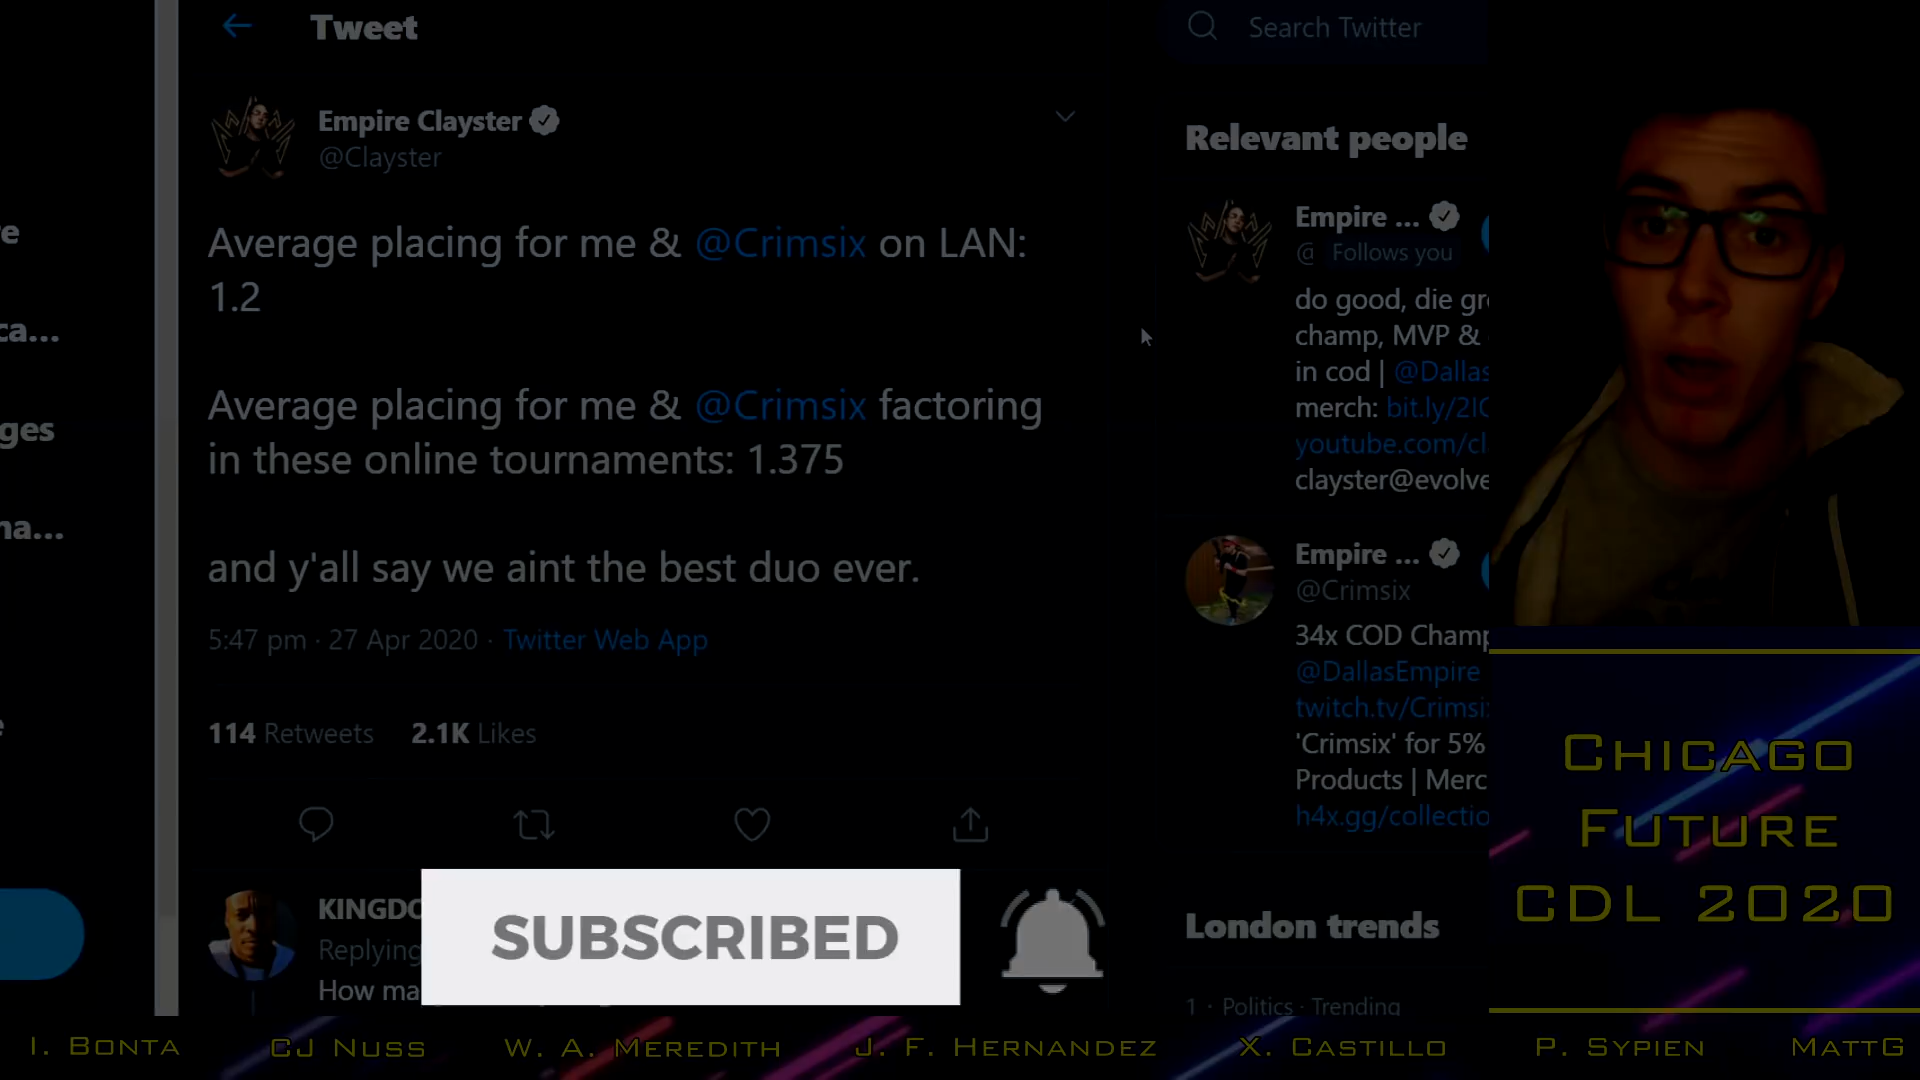 Tweet
Search Twitter
Empire Clayster
@Clayster
Average placing for me & @Crimsix on LAN:
1.2
Average placing for me & @Crimsix factoring
in these online tournaments: 1.375
and y'all say we aint the best duo ever.
5:47 pm · 27 Apr 2020 · Twitter Web App
114 Retweets 2.1K Likes
KINGDO
Replying
How ma
SUBSCRIBED
re
ca...
ges
na...
e
Relevant people
Empire ...
@ Follows you
do good, die gr
champ, MVP &
in cod | @Dallas
merch: bit.ly/2I
youtube.com/cl
clayster@evolve
Empire ...
@Crimsix
34x COD Champ
@DallasEmpire
twitch.tv/Crimsi
'Crimsix' for 5%
Products | Merc
h4x.gg/collectio
London trends
1 · Politics · Trending
CHICAGO
FUTURE
CDL 2020
I. BONTA CJ NUSS W. A. MEREDITH J. F. HERNANDEZ X. CASTILLO P. SYPIEN MATTG